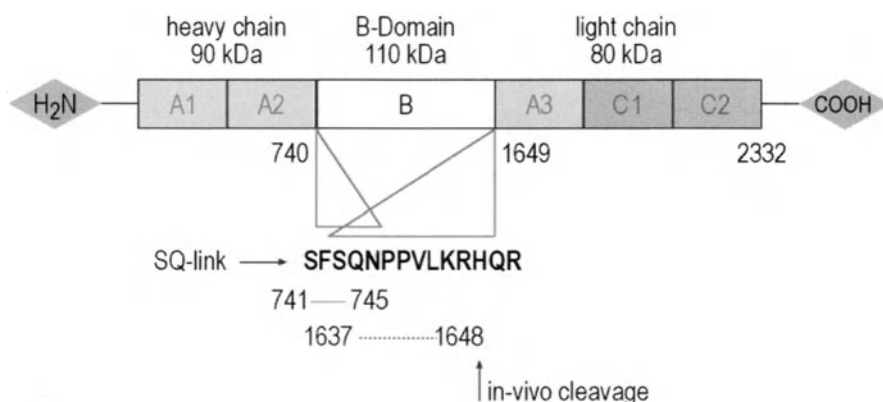 heavy chain B-Domain light chain
90 kDa 110 kDa 80 kDa
H₂N A1 A2 B A3 C1 C2 COOH
740 1649 2332
SQ-link SFSQNPPVLKRHQR
741 745
1637 1648
in-vivo cleavage